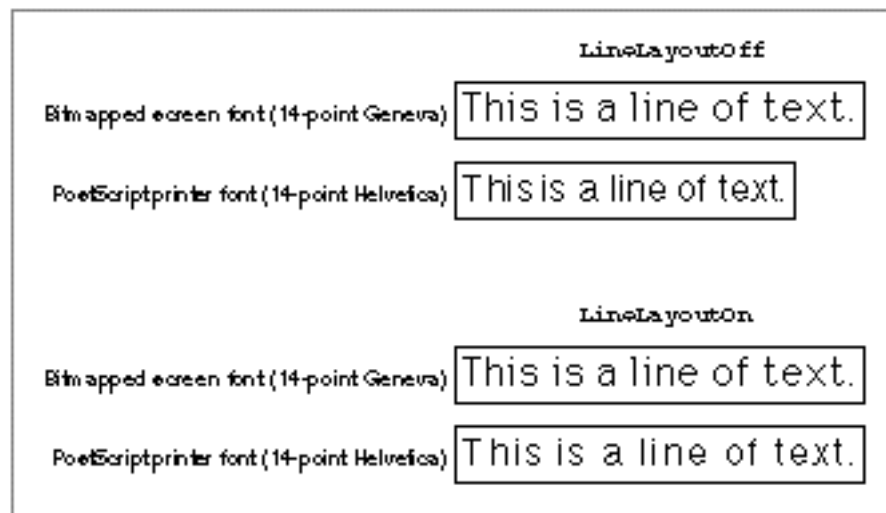 LineLayoutOff
Bitmapped screen font (14-point Geneva) This is a line of text.
PostScript printer font (14-point Helvetica) This is a line of text.
LineLayoutOn
Bitmapped screen font (14-point Geneva) This is a line of text.
PostScript printer font (14-point Helvetica) This is a line of text.